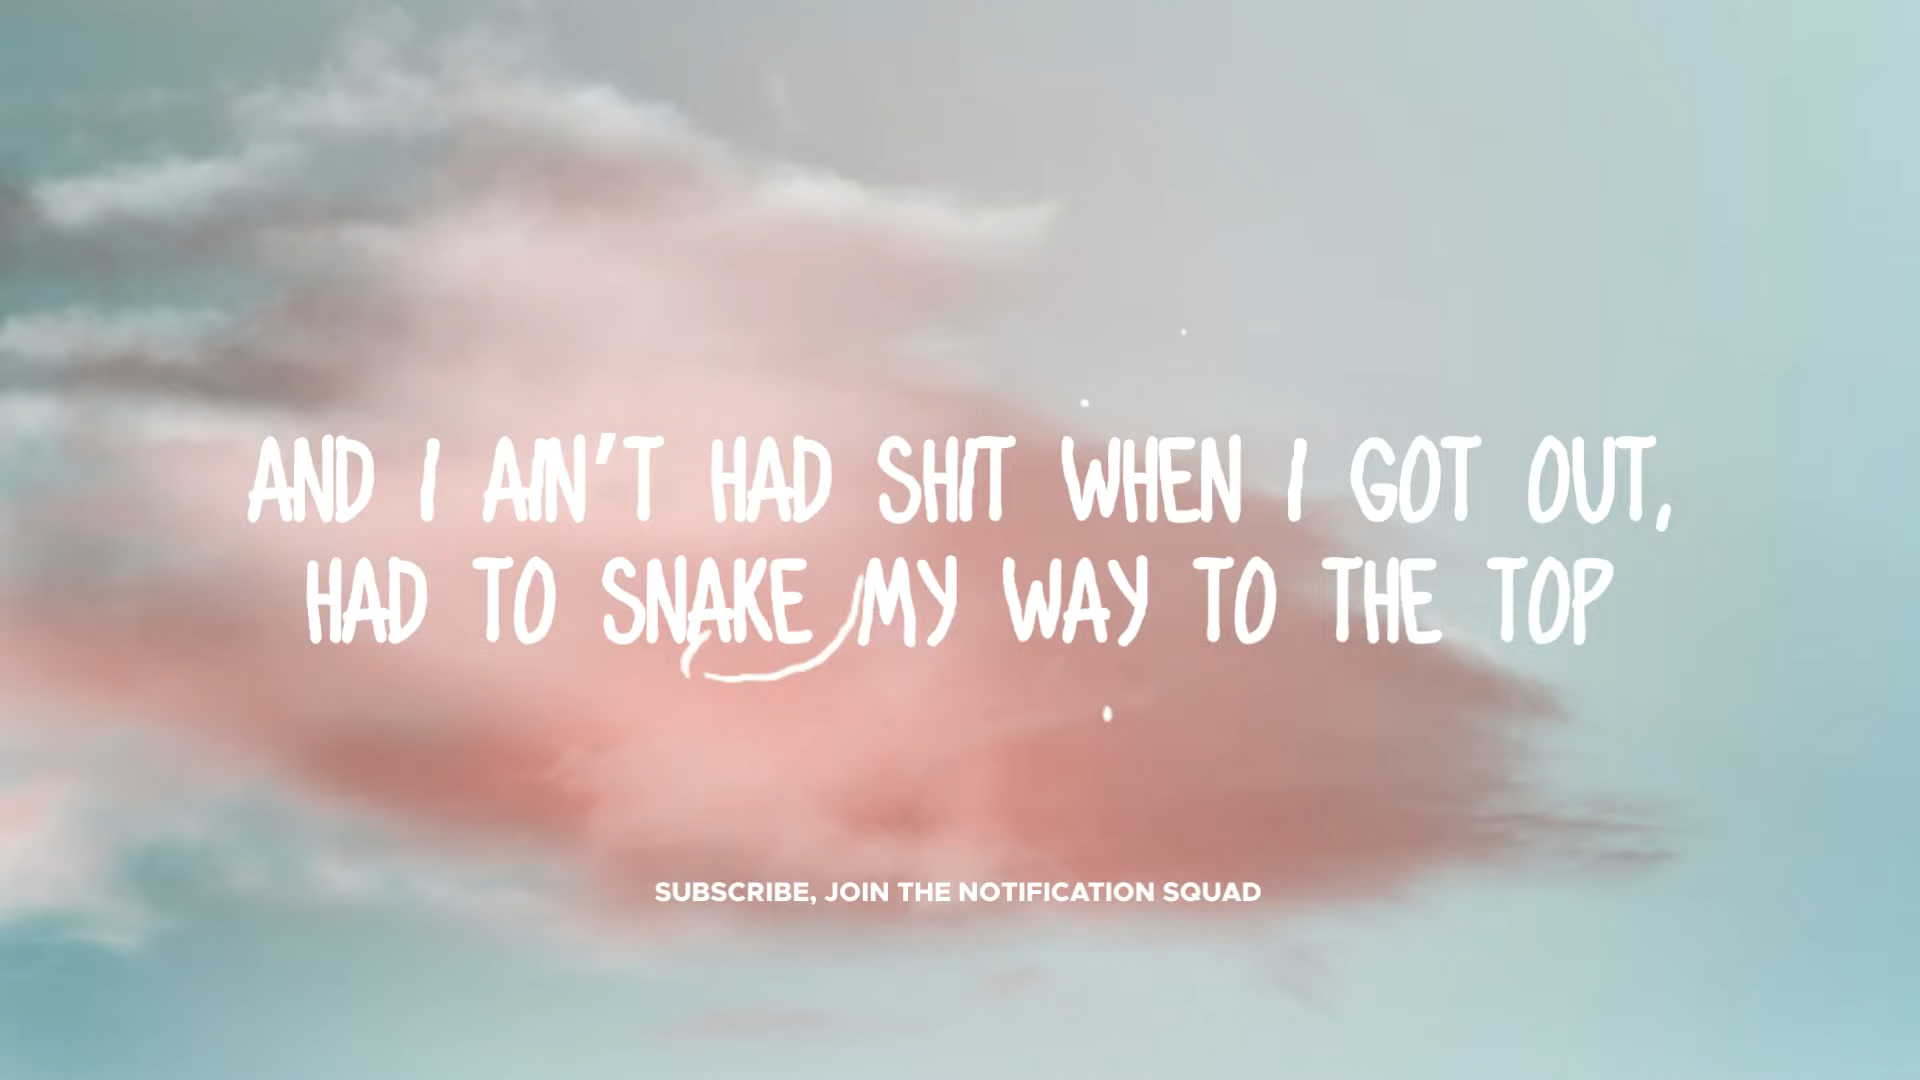 AND I AIN'T HAD SHIT WHEN I GOT OUT,
HAD TO SNAKE MY WAY TO THE TOP
SUBSCRIBE, JOIN THE NOTIFICATION SQUAD